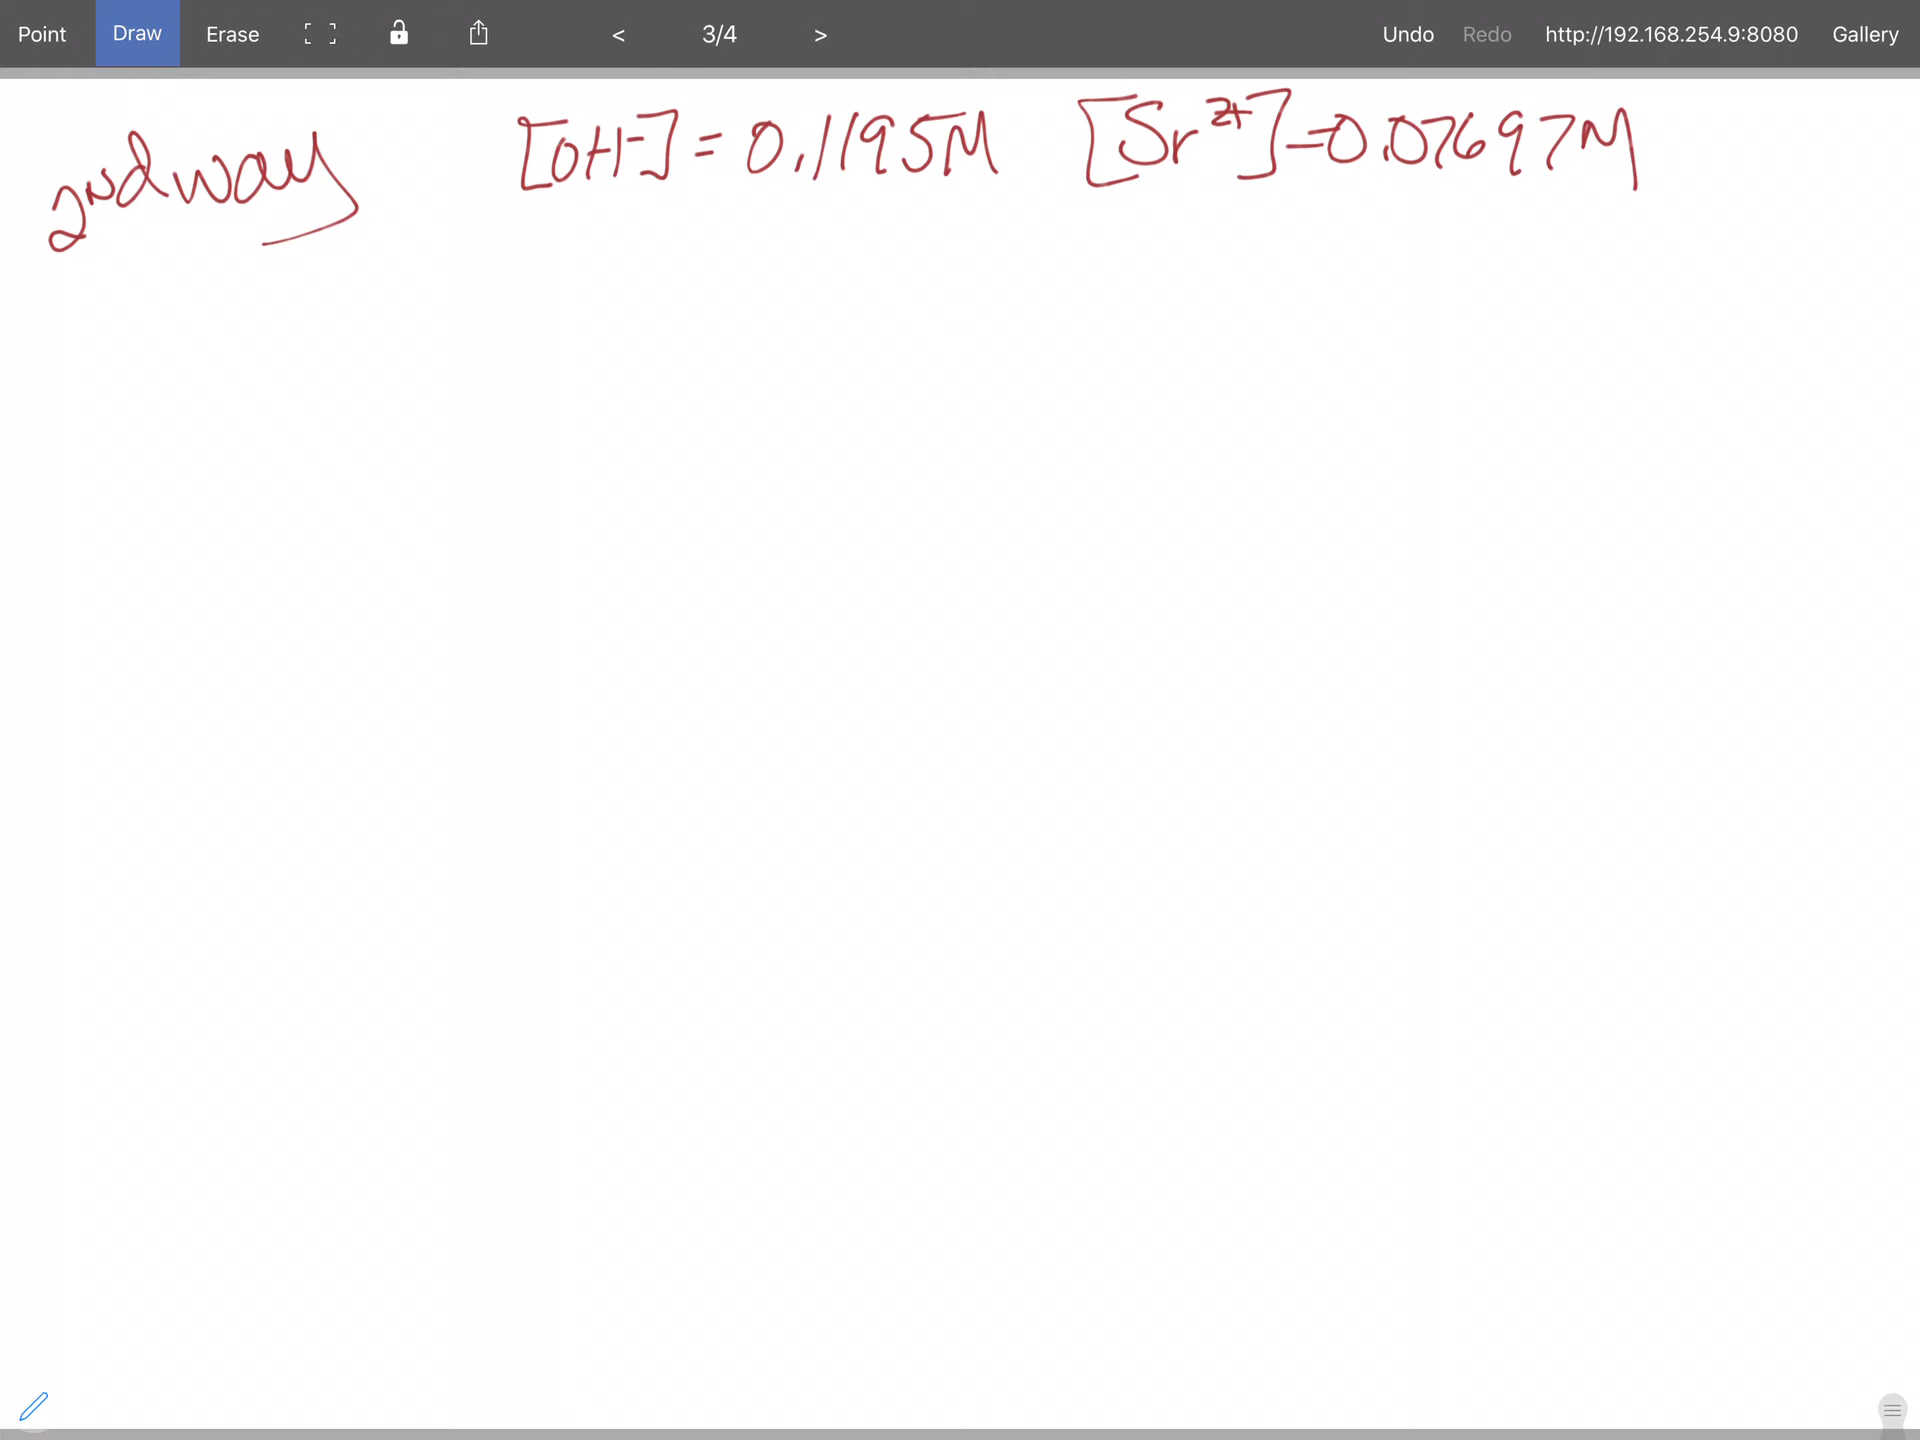 Point Draw Erase < 3/4 > Undo Redo http://192.168.254.9:8080 Gallery
2nd way [OH-] = 0.1195M [Sr²⁺]=0.07697M